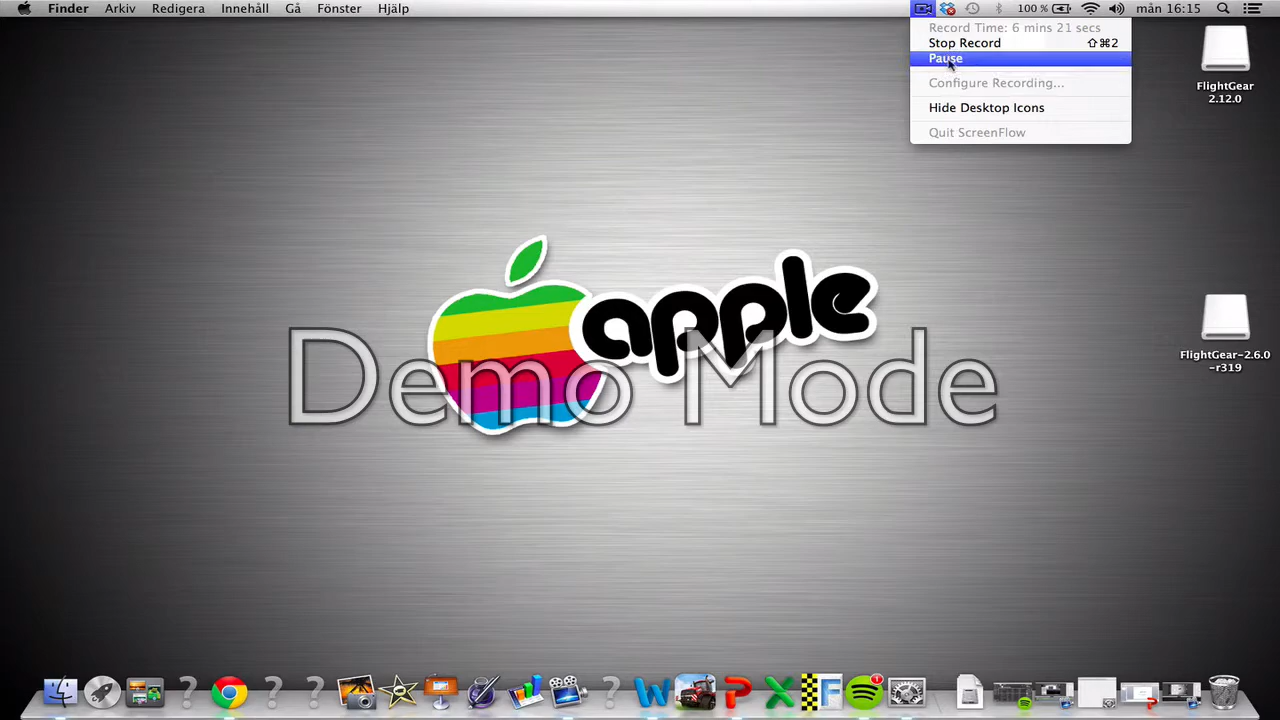 Finder Arkiv Redigera Innehåll Gå Fönster Hjälp 100 % mån 16:15
Record Time: 6 mins 21 secs
Stop Record ⇧⌘2
Pause
Configure Recording...
Hide Desktop Icons
Quit ScreenFlow
FlightGear
2.12.0
apple
FlightGear-2.6.0
-r319
Demo Mode
? ? ? ? W P X F 1